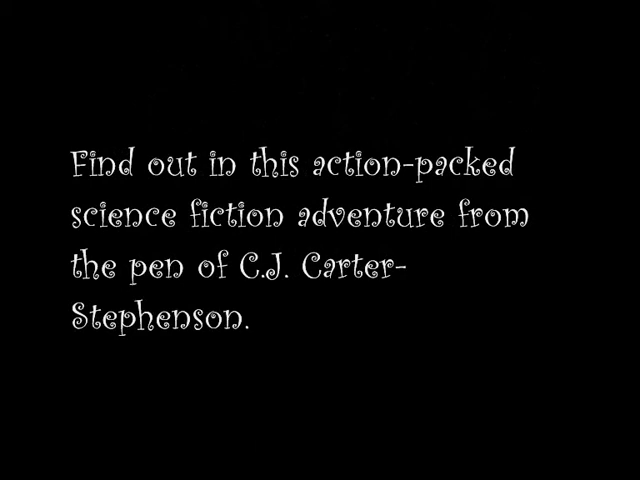 Find out in this action-packed
science fiction adventure from
the pen of C.J. Carter-
Stephenson.